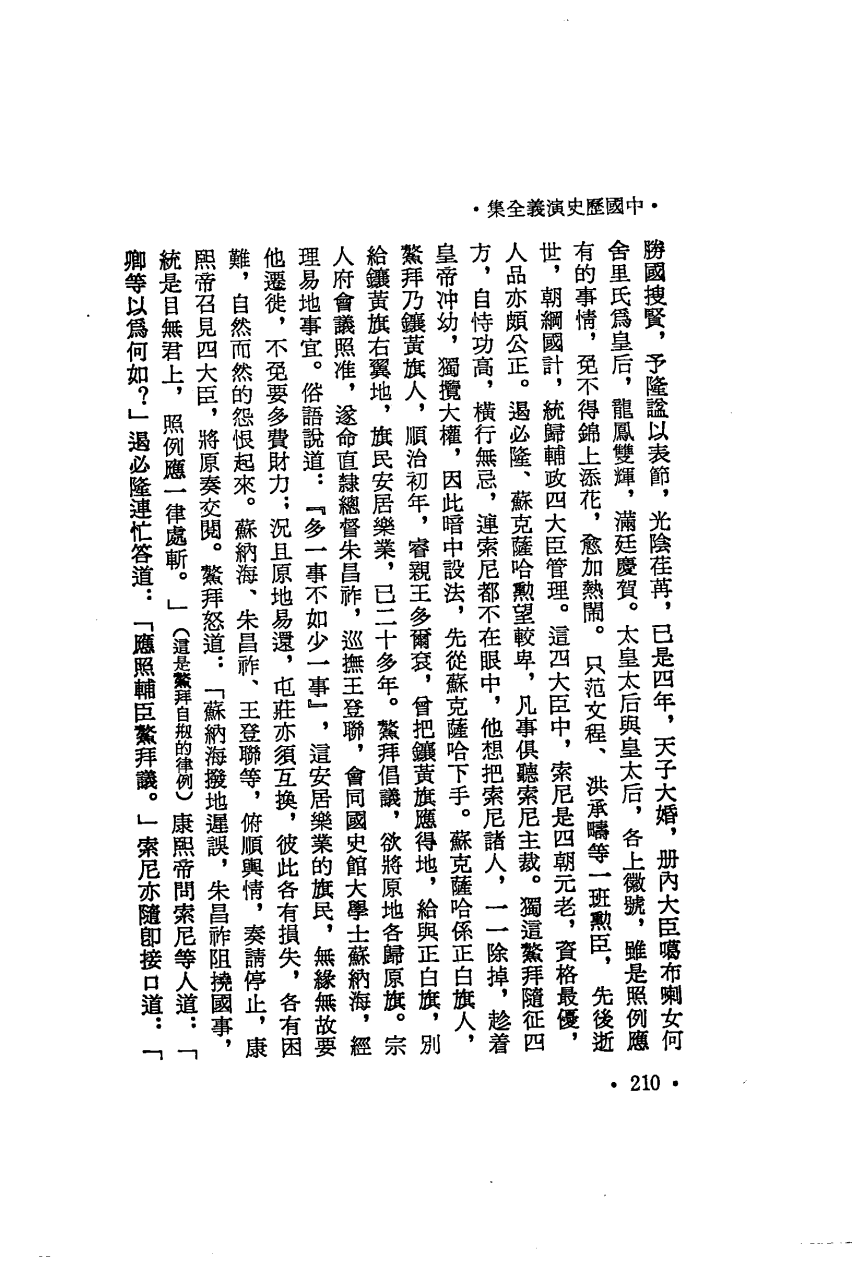 •中國歷史演義全集•
勝國搜賢，予隆謚以表節，光陰荏苒，已是四年，天子大婚，册內大臣噶布喇女何
舍里氏爲皇后，龍鳳雙輝，滿廷慶賀。太皇太后與皇太后，各上徽號，雖是照例應
有的事情，免不得錦上添花，愈加熱鬧。只范文程、洪承疇等一班勲臣，先後逝
世，朝綱國計，統歸輔政四大臣管理。這四大臣中，索尼是四朝元老，資格最優，
人品亦頗公正。遏必隆、蘇克薩哈勲望較卑，凡事俱聽索尼主裁。獨這鰲拜隨征四
方，自恃功高，橫行無忌，連索尼都不在眼中，他想把索尼諸人，一一除掉，趁着
皇帝冲幼，獨攬大權，因此暗中設法，先從蘇克薩哈下手。蘇克薩哈係正白旗人，
鰲拜乃鑲黃旗人，順治初年，睿親王多爾袞，曾把鑲黃旗應得地，給與正白旗，別
給鑲黃旗右翼地，旗民安居樂業，已二十多年。鰲拜倡議，欲將原地各歸原旗。宗
人府會議照准，遂命直隸總督朱昌祚，巡撫王登聯，會同國史館大學士蘇納海，經
理易地事宜。俗語說道：『多一事不如少一事』，這安居樂業的旗民，無緣無故要
他遷徙，不免要多費財力；況且原地易還，屯莊亦須互換，彼此各有損失，各有困
難，自然而然的怨恨起來。蘇納海、朱昌祚、王登聯等，俯順輿情，奏請停止，康
熙帝召見四大臣，將原奏交閱。鰲拜怒道：「蘇納海撥地遲誤，朱昌祚阻撓國事，
統是目無君上，照例應一律處斬。」（這是鰲拜自擬的律例）康熙帝問索尼等人道：「
卿等以爲何如？」遏必隆連忙答道：「應照輔臣鰲拜議。」索尼亦隨卽接口道：「
• 210 •